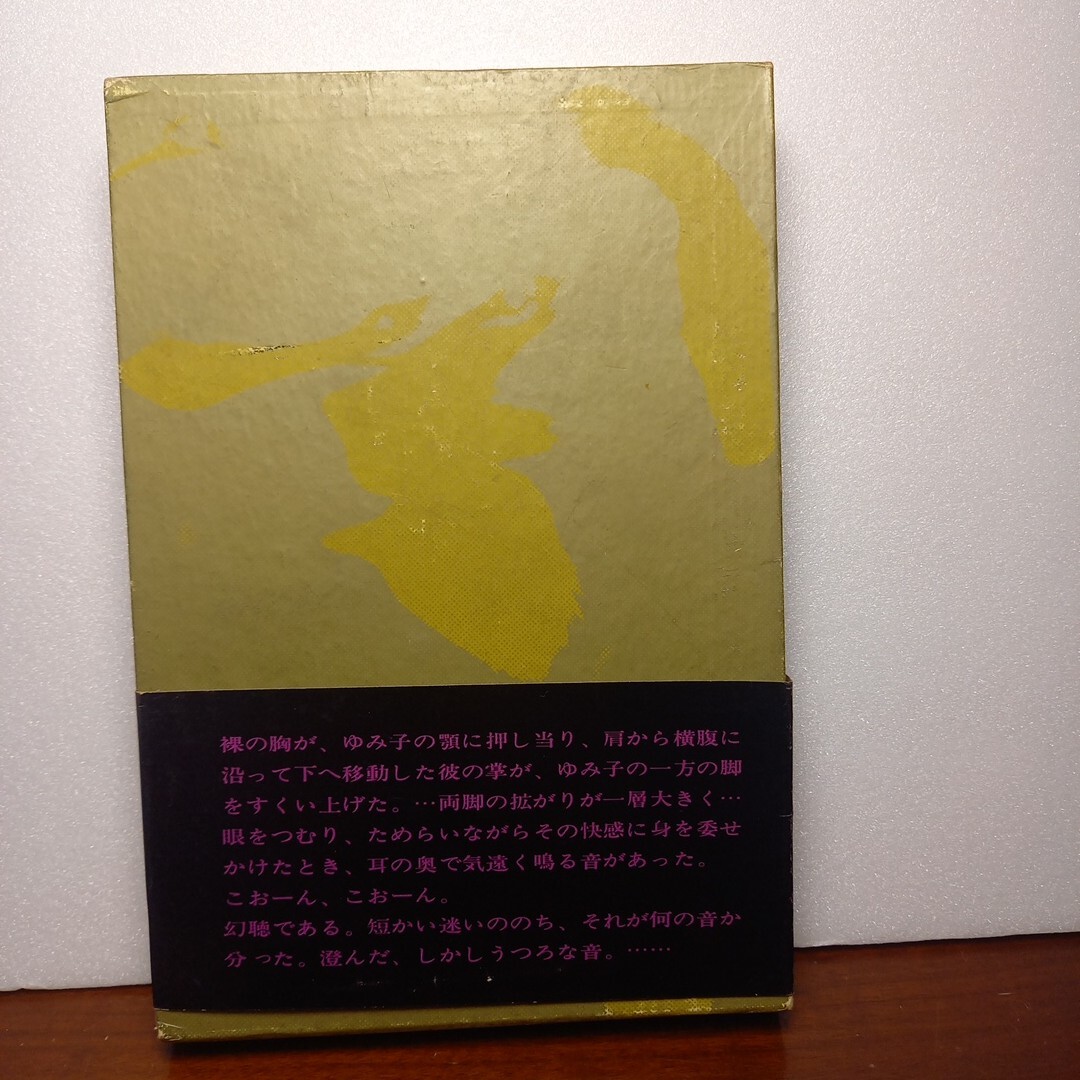 裸の胸が、ゆみ子の顎に押し当り、肩から横腹に
沿って下へ移動した彼の掌が、ゆみ子の一方の脚
をすくい上げた。…両脚の拡がりが一層大きく…
眼をつむり、ためらいながらその快感に身を委せ
かけたとき、耳の奥で気遠く鳴る音があった。
こおーん、こおーん。
幻聴である。短かい迷いののち、それが何の音か
分った。澄んだ、しかしうつろな音。……